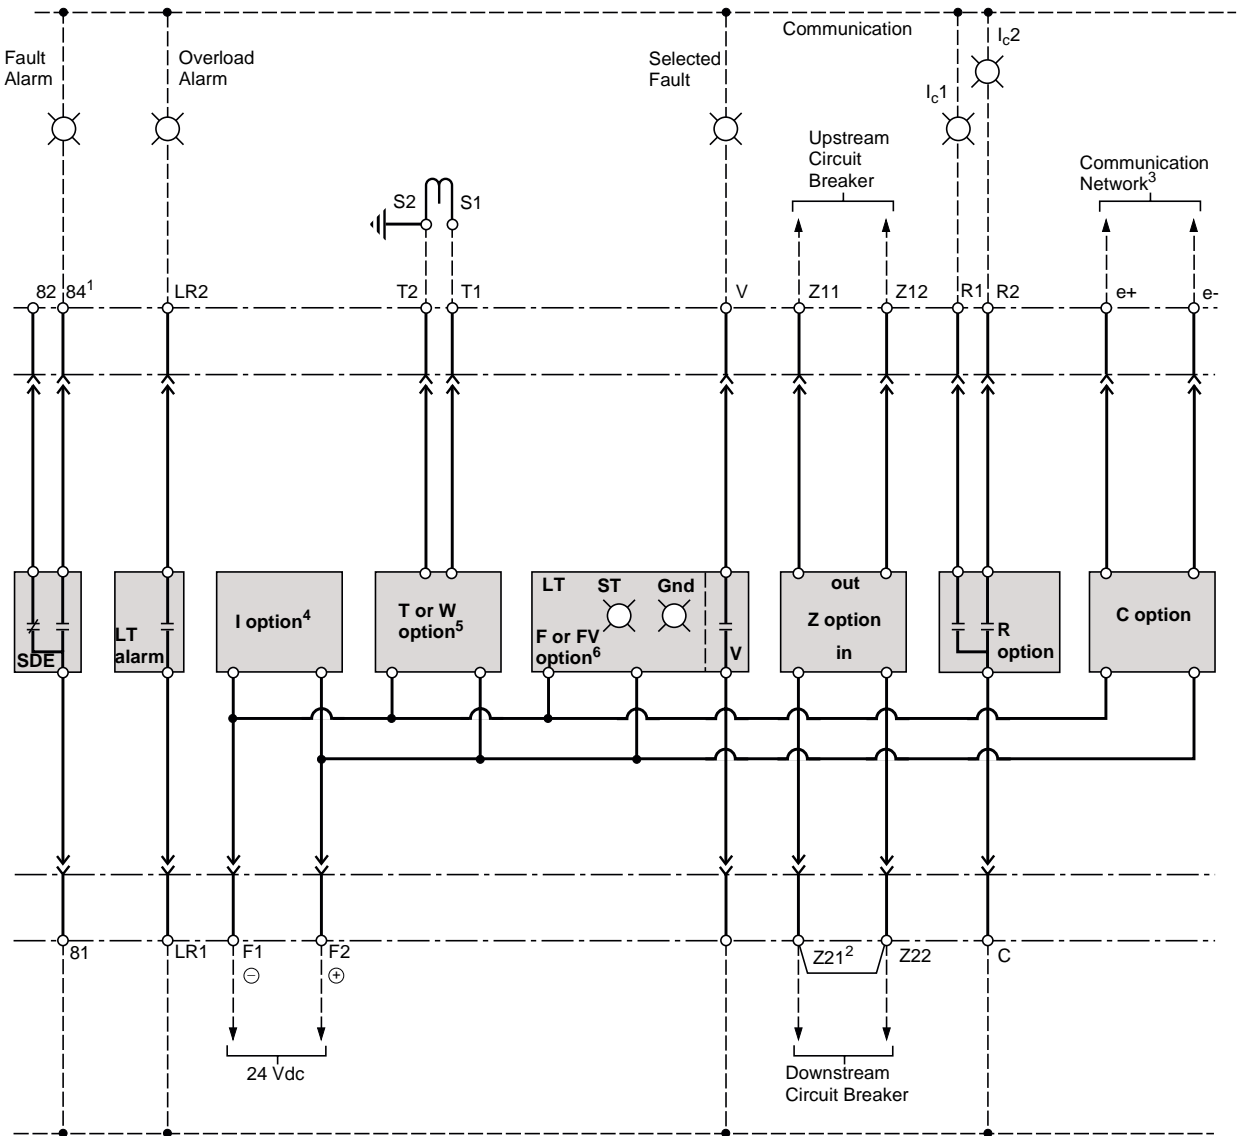 Communication
Fault
Alarm
Overload
Alarm
Selected
Fault
Ic2
Ic1
Upstream
Circuit
Breaker
Communication
Network3
S2
S1
82
841
LR2
T2
T1
V
Z11
Z12
R1
R2
e+
e-
SDE
LT
alarm
I option4
T or W
option5
LT
ST
Gnd
F or FV
option6
V
out
Z option
in
R
option
C option
81
LR1
F1
−
F2
+
Z212
Z22
C
24 Vdc
Downstream
Circuit Breaker